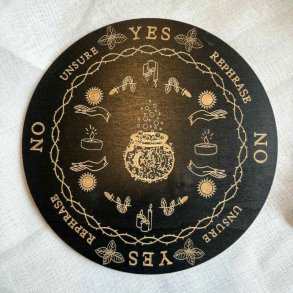 YES
REPHRASE
NO
UNSURE
YES
REPHRASE
NO
UNSURE